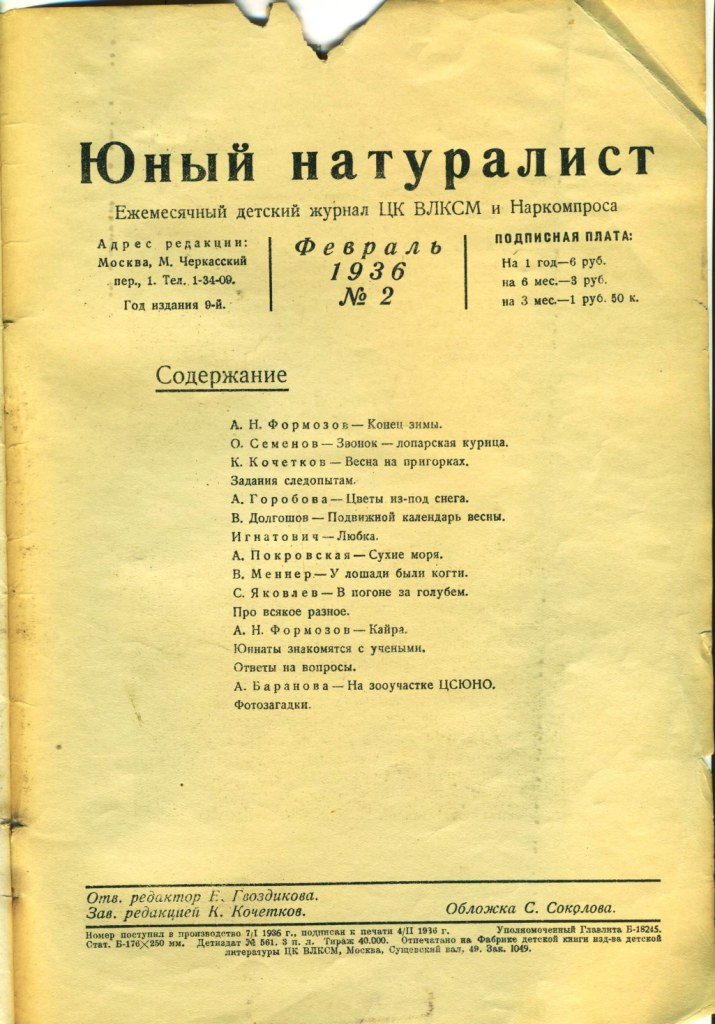 Юный натуралист
Ежемесячный детский журнал ЦК ВЛКСМ и Наркомпроса
Адрес редакции:
Москва, М. Черкасский
пер., 1. Тел. 1-34-09.
Год издания 9-й.
Февраль
1936
№ 2
ПОДПИСНАЯ ПЛАТА:
На 1 год—6 руб.
на 6 мес.—3 руб.
на 3 мес.—1 руб. 50 к.
Содержание
А. Н. Формозов — Конец зимы.
О. Семенов — Звонок — лопарская курица.
К. Кочетков — Весна на пригорках.
Задания следопытам.
А. Горобова — Цветы из-под снега.
В. Долгошов — Подвижной календарь весны.
Игнатович — Любка.
А. Покровская — Сухие моря.
В. Меннер — У лошади были когти.
С. Яковлев — В погоне за голубем.
Про всякое разное.
А. Н. Формозов — Кайра.
Юннаты знакомятся с учеными.
Ответы на вопросы.
А. Баранова — На зооучастке ЦСЮНО.
Фотозагадки.
Отв. редактор Е. Гвоздикова.
Зав. редакцией К. Кочетков.
Обложка С. Соколова.
Номер поступил в производство 7/I 1936 г., подписан к печати 4/II 1936 г. Уполномоченный Главлита Б-18245.
Стат. Б-176×250 мм. Детиздат № 561. 3 п. л. Тираж 40.000. Отпечатано на Фабрике детской книги изд-ва детской
литературы ЦК ВЛКСМ, Москва, Сущевский вал, 49. Зак. 1049.